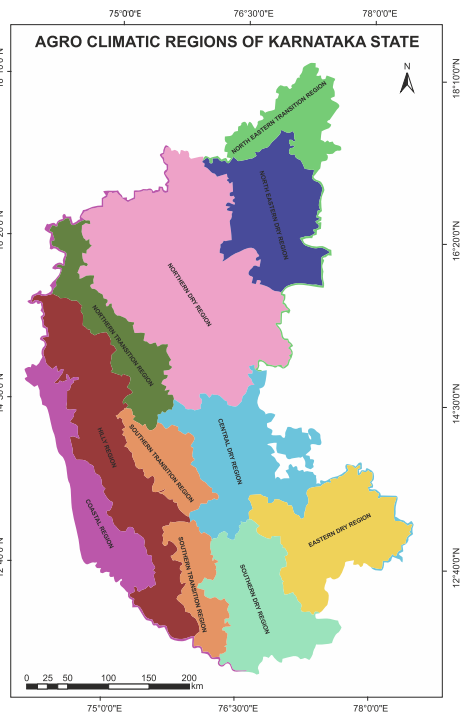 75°0'0"E 76°30'0"E 78°0'0"E
AGRO CLIMATIC REGIONS OF KARNATAKA STATE
N
18°10'0"N
NORTH EASTERN TRANSITION REGION
NORTH EASTERN DRY REGION
16°20'0"N
NORTHERN DRY REGION
NORTHERN TRANSITION REGION
14°30'0"N
CENTRAL DRY REGION
SOUTHERN TRANSITION REGION
HILLY REGION
COASTAL REGION
EASTERN DRY REGION
SOUTHERN TRANSITION REGION
SOUTHERN DRY REGION
12°40'0"N
0 25 50 100 150 200
km
75°0'0"E 76°30'0"E 78°0'0"E